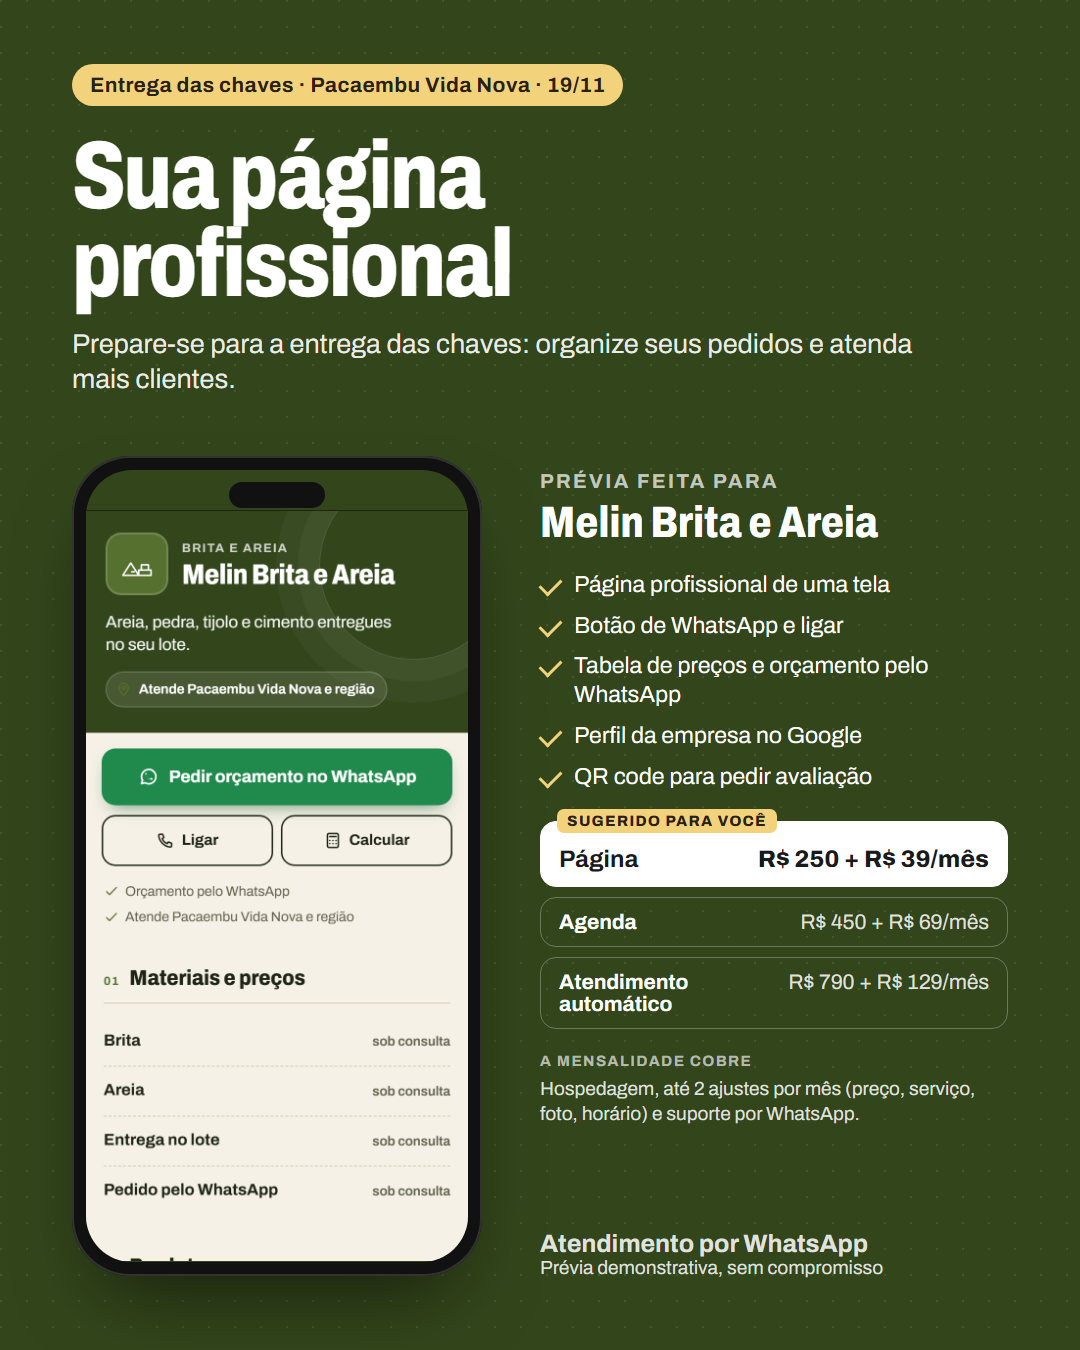 Entrega das chaves · Pacaembu Vida Nova · 19/11
Sua página
profissional
Prepare-se para a entrega das chaves: organize seus pedidos e atenda
mais clientes.
BRITA E AREIA
Melin Brita e Areia
Areia, pedra, tijolo e cimento entregues
no seu lote.
Atende Pacaembu Vida Nova e região
Pedir orçamento no WhatsApp
Ligar
Calcular
Orçamento pelo WhatsApp
Atende Pacaembu Vida Nova e região
01 Materiais e preços
Brita sob consulta
Areia sob consulta
Entrega no lote sob consulta
Pedido pelo WhatsApp sob consulta
PRÉVIA FEITA PARA
Melin Brita e Areia
Página profissional de uma tela
Botão de WhatsApp e ligar
Tabela de preços e orçamento pelo
WhatsApp
Perfil da empresa no Google
QR code para pedir avaliação
SUGERIDO PARA VOCÊ
Página R$ 250 + R$ 39/mês
Agenda R$ 450 + R$ 69/mês
Atendimento R$ 790 + R$ 129/mês
automático
A MENSALIDADE COBRE
Hospedagem, até 2 ajustes por mês (preço, serviço,
foto, horário) e suporte por WhatsApp.
Atendimento por WhatsApp
Prévia demonstrativa, sem compromisso